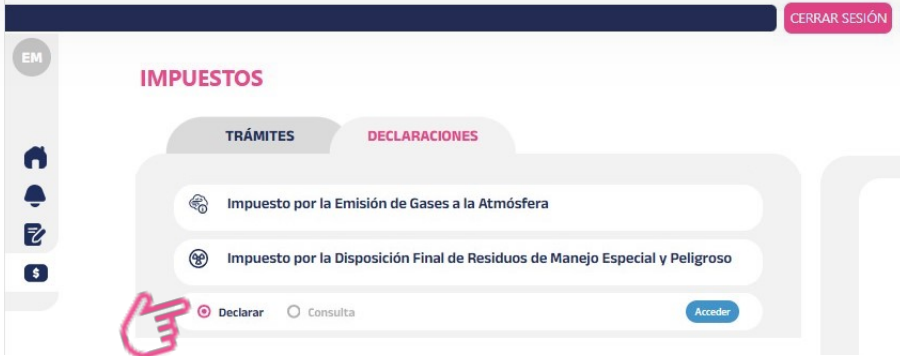 CERRAR SESIÓN
EM
IMPUESTOS
TRÁMITES
DECLARACIONES
Impuesto por la Emisión de Gases a la Atmósfera
Impuesto por la Disposición Final de Residuos de Manejo Especial y Peligroso
Declarar
Consulta
Acceder